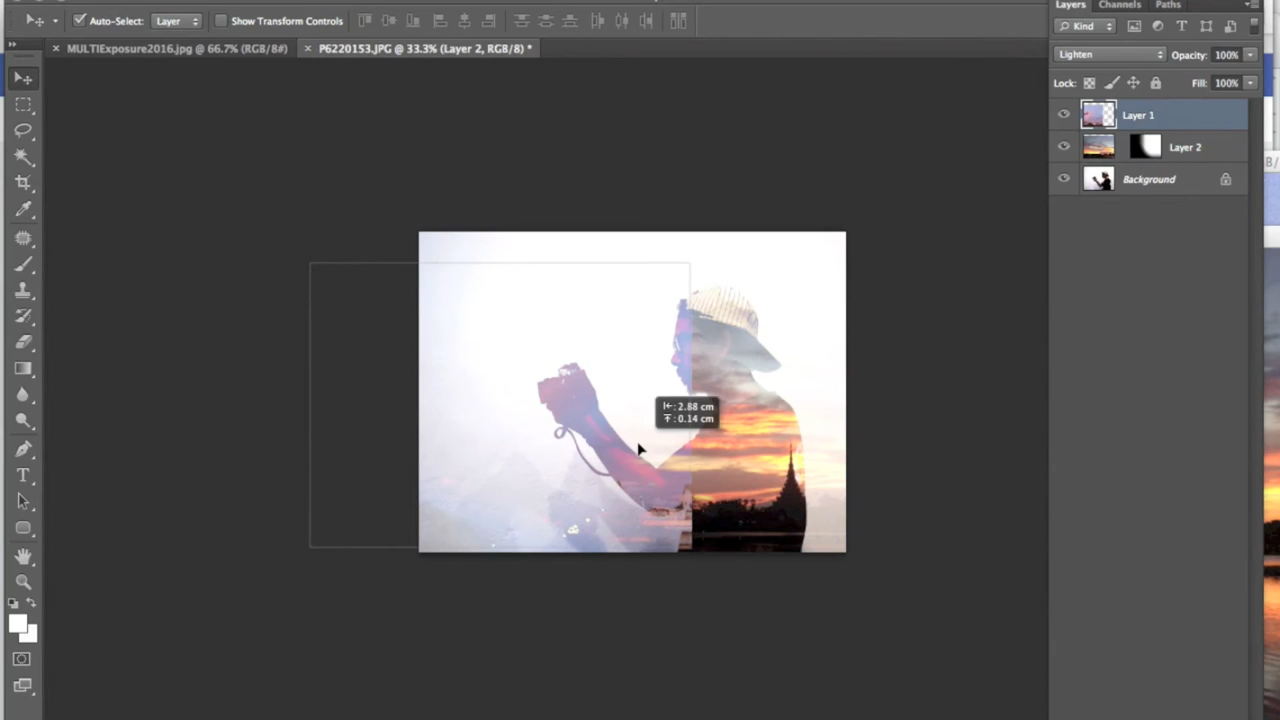 Auto-Select: Layer Show Transform Controls
MULTIExposure2016.jpg @ 66.7% (RGB/8#)
P6220153.JPG @ 33.3% (Layer 2, RGB/8) *
2.88 cm
0.14 cm
Layers Channels Paths
Kind
Lighten Opacity: 100%
Lock: Fill: 100%
Layer 1
Layer 2
Background